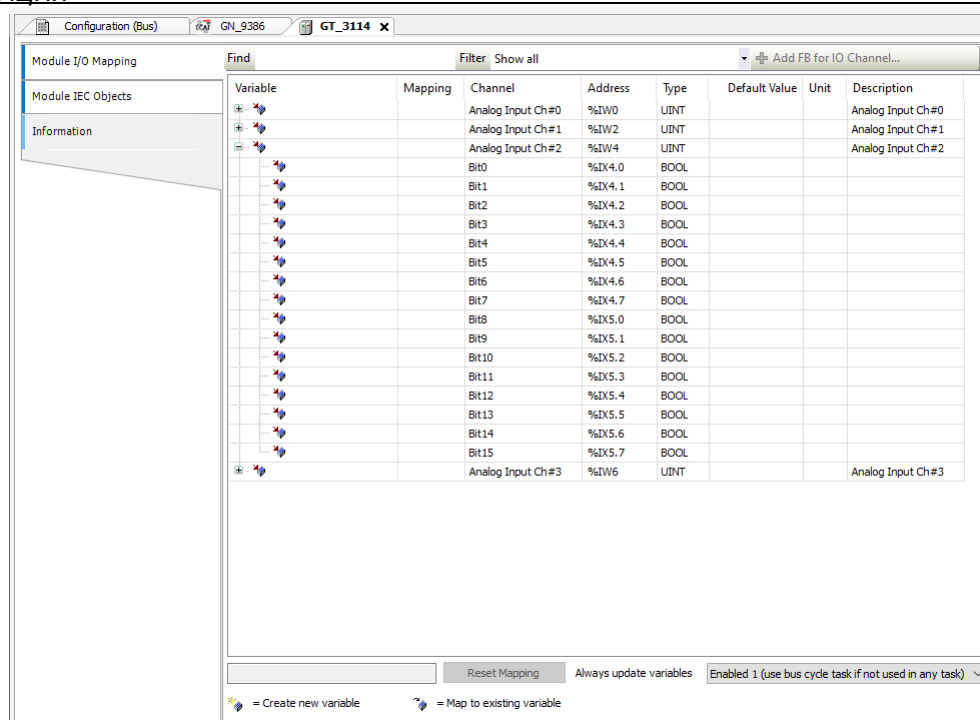 ции
Configuration (Bus) GN_9386 GT_3114
Module I/O Mapping
Module IEC Objects
Information
Find Filter Show all Add FB for IO Channel...
Variable Mapping Channel Address Type Default Value Unit Description
Analog Input Ch#0 %IW0 UINT Analog Input Ch#0
Analog Input Ch#1 %IW2 UINT Analog Input Ch#1
Analog Input Ch#2 %IW4 UINT Analog Input Ch#2
Bit0 %IX4.0 BOOL
Bit1 %IX4.1 BOOL
Bit2 %IX4.2 BOOL
Bit3 %IX4.3 BOOL
Bit4 %IX4.4 BOOL
Bit5 %IX4.5 BOOL
Bit6 %IX4.6 BOOL
Bit7 %IX4.7 BOOL
Bit8 %IX5.0 BOOL
Bit9 %IX5.1 BOOL
Bit10 %IX5.2 BOOL
Bit11 %IX5.3 BOOL
Bit12 %IX5.4 BOOL
Bit13 %IX5.5 BOOL
Bit14 %IX5.6 BOOL
Bit15 %IX5.7 BOOL
Analog Input Ch#3 %IW6 UINT Analog Input Ch#3
Reset Mapping Always update variables Enabled 1 (use bus cycle task if not used in any task)
= Create new variable = Map to existing variable